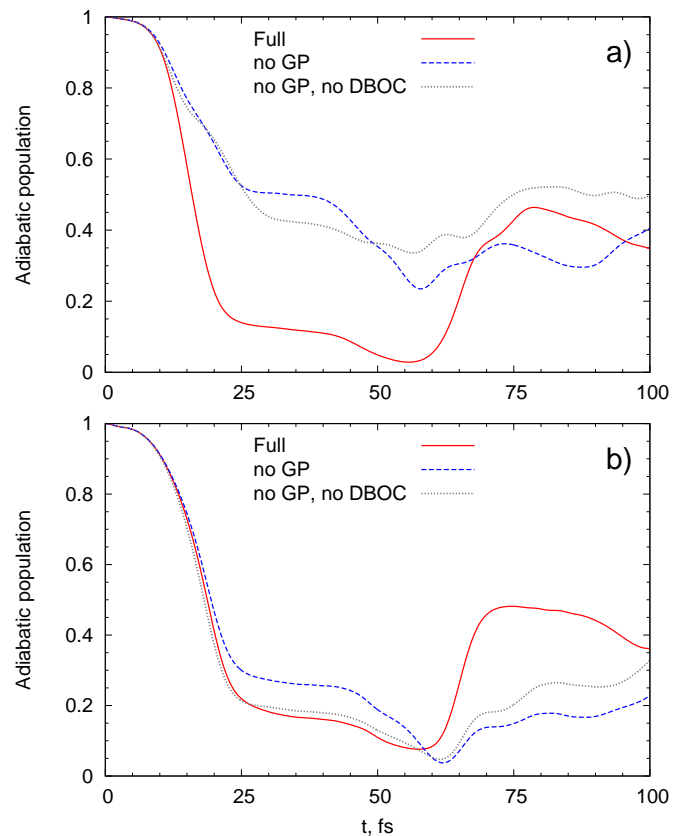 1
0.8
0.6
0.4
0.2
0
0 25 50 75 100
Adiabatic population
Full
no GP
no GP, no DBOC
a)
1
0.8
0.6
0.4
0.2
0
0 25 50 75 100
Adiabatic population
t, fs
Full
no GP
no GP, no DBOC
b)